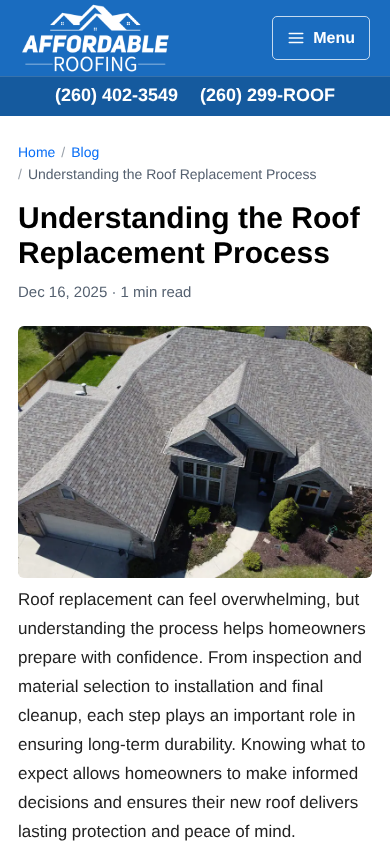 AFFORDABLE
ROOFING
Menu
(260) 402-3549 (260) 299-ROOF
Home / Blog
/ Understanding the Roof Replacement Process
Understanding the Roof
Replacement Process
Dec 16, 2025 · 1 min read
Roof replacement can feel overwhelming, but
understanding the process helps homeowners
prepare with confidence. From inspection and
material selection to installation and final
cleanup, each step plays an important role in
ensuring long-term durability. Knowing what to
expect allows homeowners to make informed
decisions and ensures their new roof delivers
lasting protection and peace of mind.